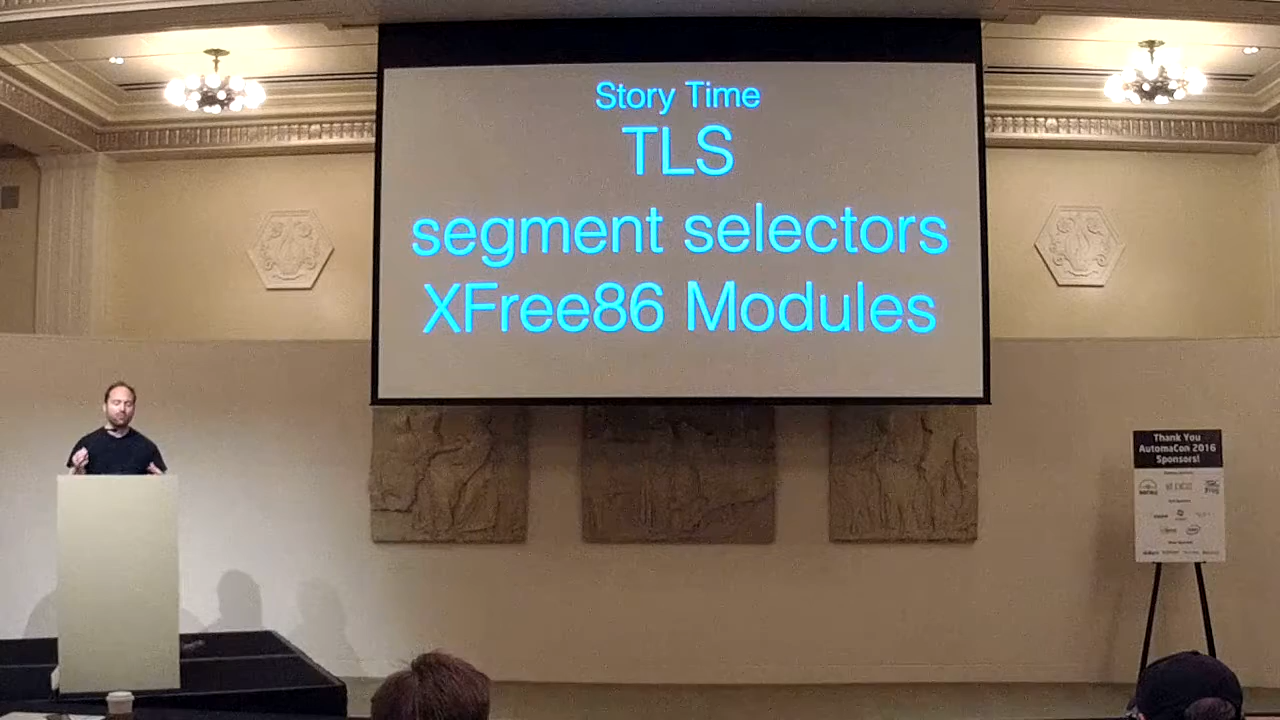 Story Time
TLS
segment selectors
XFree86 Modules
Thank You
AutomaCon 2016
Sponsors!